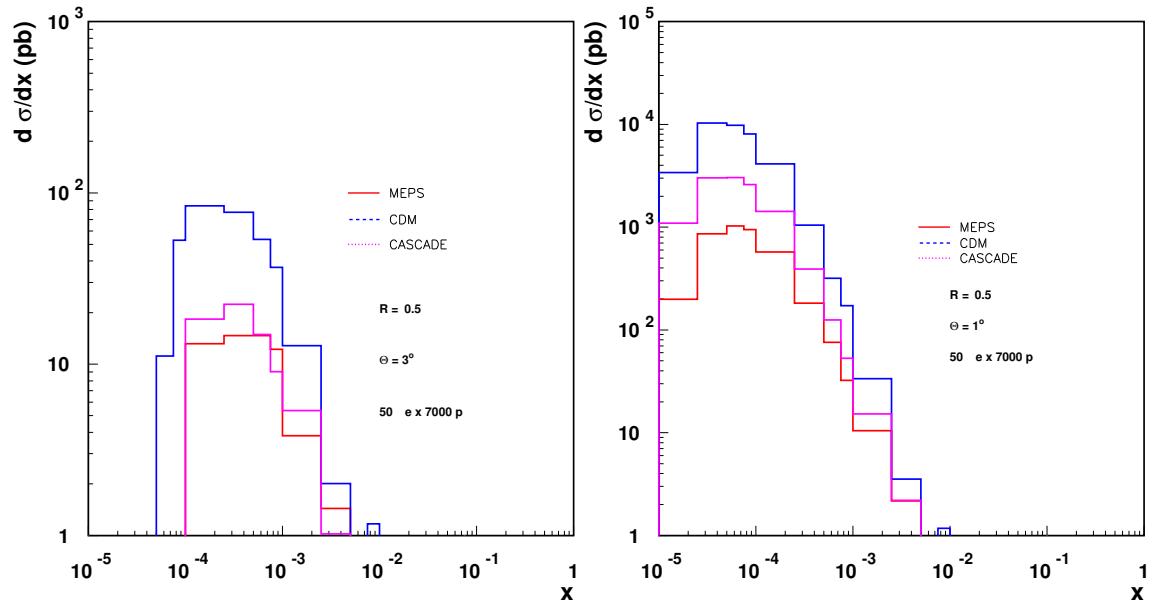 d σ/dx (pb)
10 3
10 2
10
1
MEPS
CDM
CASCADE
R = 0.5
Θ = 3°
50 e x 7000 p
10 -5
10 -4
10 -3
10 -2
10 -1
1
x
d σ/dx (pb)
10 5
10 4
10 3
10 2
10
1
MEPS
CDM
CASCADE
R = 0.5
Θ = 1°
50 e x 7000 p
10 -5
10 -4
10 -3
10 -2
10 -1
1
x